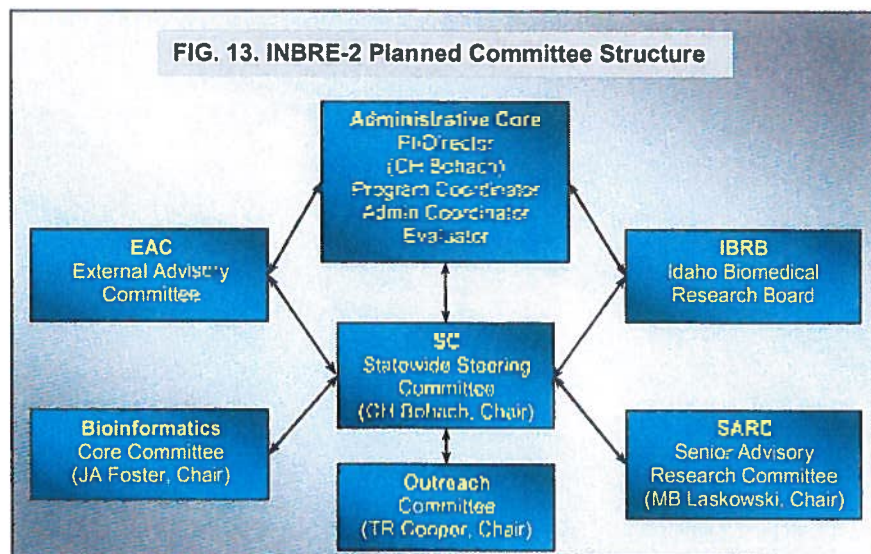 FIG. 13. INBRE-2 Planned Committee Structure
Administrative Core
PI-Director
(CH Bohach)
Program Coordinator
Admin Coordinator
Evaluator
EAC
External Advisory
Committee
IBRB
Idaho Biomedical
Research Board
SC
Statewide Steering
Committee
(CH Bohach, Chair)
Bioinformatics
Core Committee
(JA Foster, Chair)
SARC
Senior Advisory
Research Committee
(MB Laskowski, Chair)
Outreach
Committee
(TR Cooper, Chair)